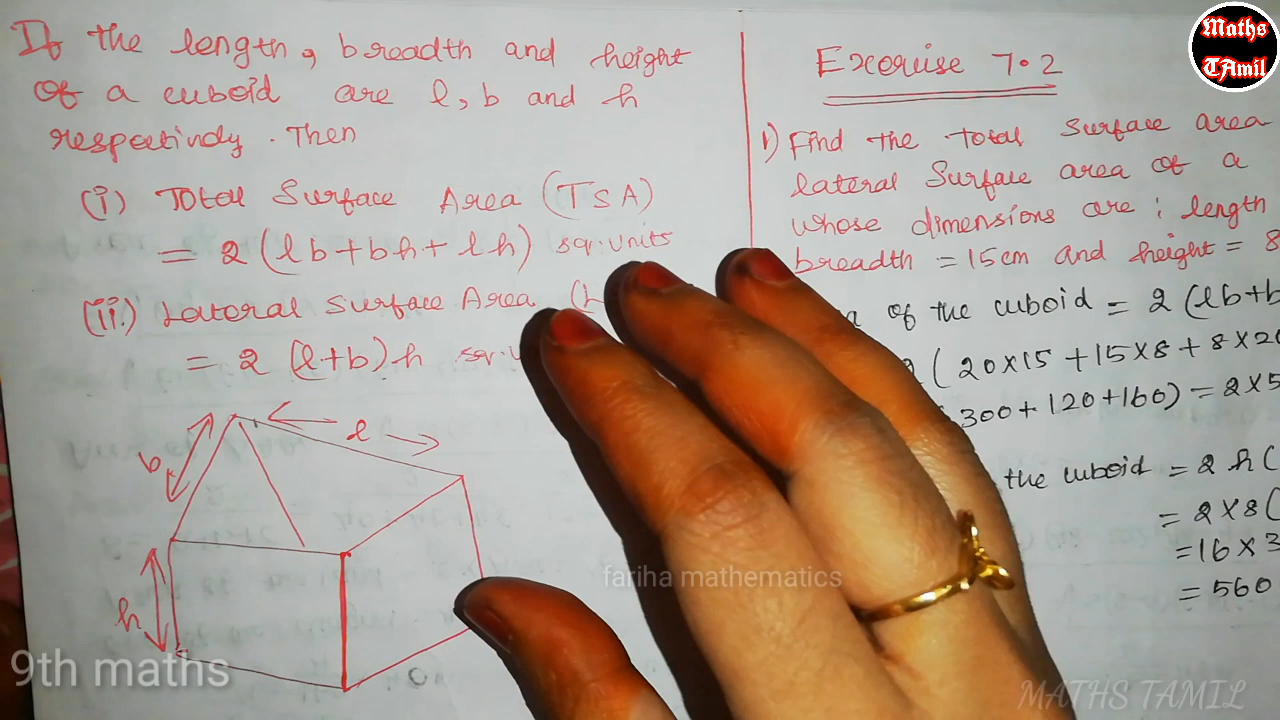 If the length, breadth and height
of a cuboid are l, b and h
respectively. Then
(i) Total Surface Area (TSA)
= 2 (lb+bh+lh) sqr.units
(ii) Lateral Surface Area (L
= 2 (l+b)h sqr.u
l
b
h
Exercise 7.2
1) Find the Total Surface area
lateral Surface area of a
whose dimensions are : length
breadth = 15cm and height = 8
of the cuboid = 2 (lb+b
2( 20×15 +15×8 + 8×20
300+120+160) = 2×5
the cuboid = 2h(
= 2×8(
=16×3
= 560
Maths
TAmil
fariha mathematics
9th maths
MATHS TAMIL